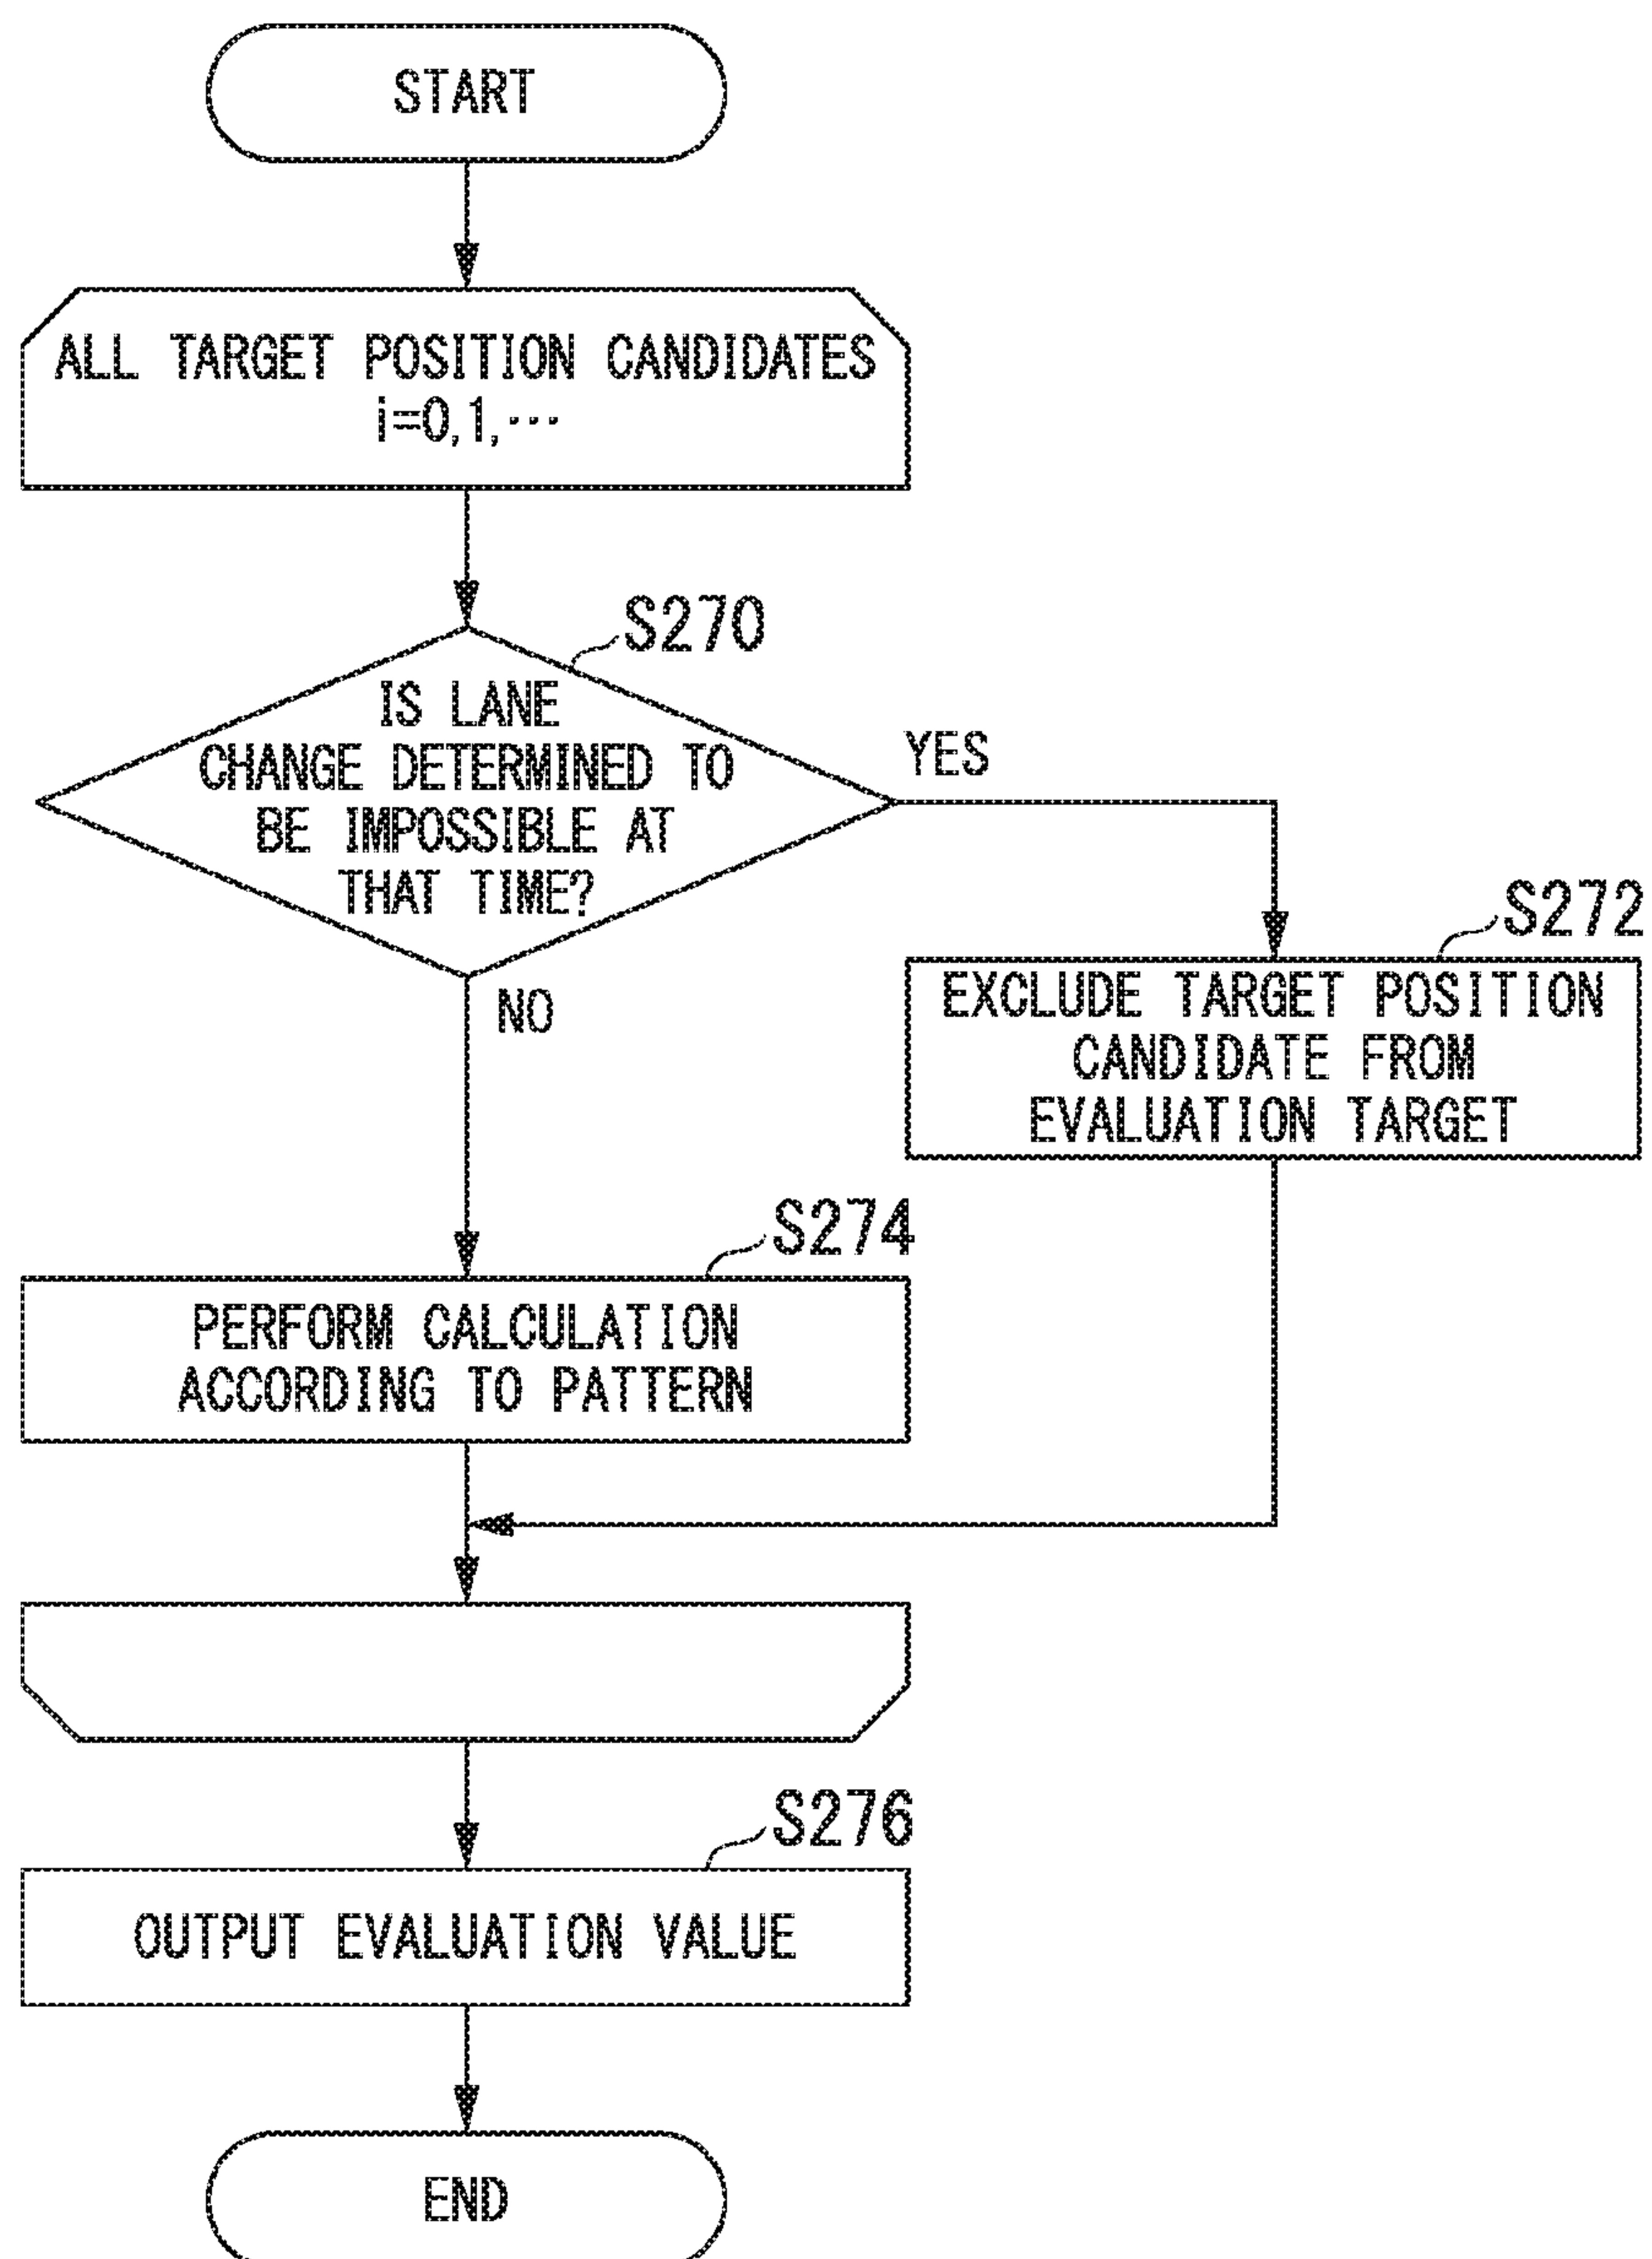 START
ALL TARGET POSITION CANDIDATES
i=0,1,···
S270
IS LANE
CHANGE DETERMINED TO
BE IMPOSSIBLE AT
THAT TIME?
YES
NO
S272
EXCLUDE TARGET POSITION
CANDIDATE FROM
EVALUATION TARGET
S274
PERFORM CALCULATION
ACCORDING TO PATTERN
S276
OUTPUT EVALUATION VALUE
END